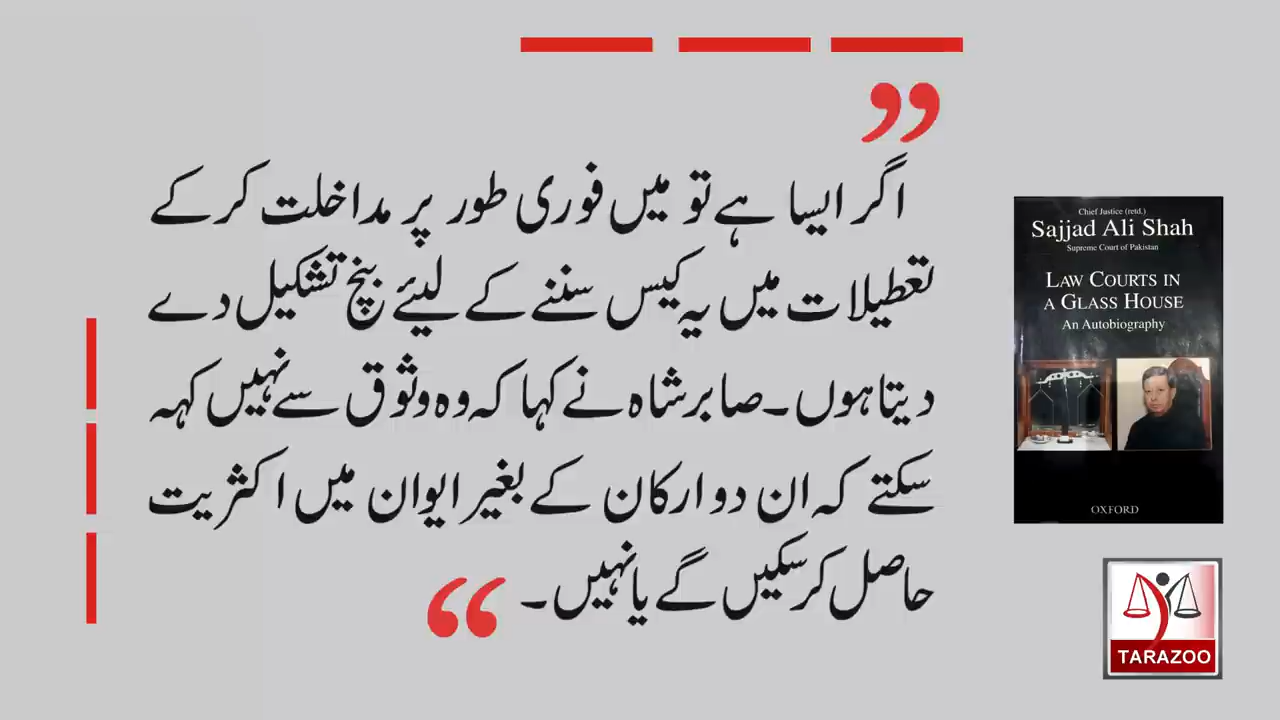 ”
اگر ایسا ہے تو میں فوری طور پر مداخلت کر کے
تعطیلات میں یہ کیس سننے کے لیئے بنچ تشکیل دے
دیتا ہوں۔ صابر شاہ نے کہا کہ وہ وثوق سے نہیں کہہ
سکتے کہ ان دو ارکان کے بغیر ایوان میں اکثریت
حاصل کر سکیں گے یا نہیں۔
“
Chief Justice (retd.)
Sajjad Ali Shah
Supreme Court of Pakistan
LAW COURTS IN
A GLASS HOUSE
An Autobiography
OXFORD
TARAZOO